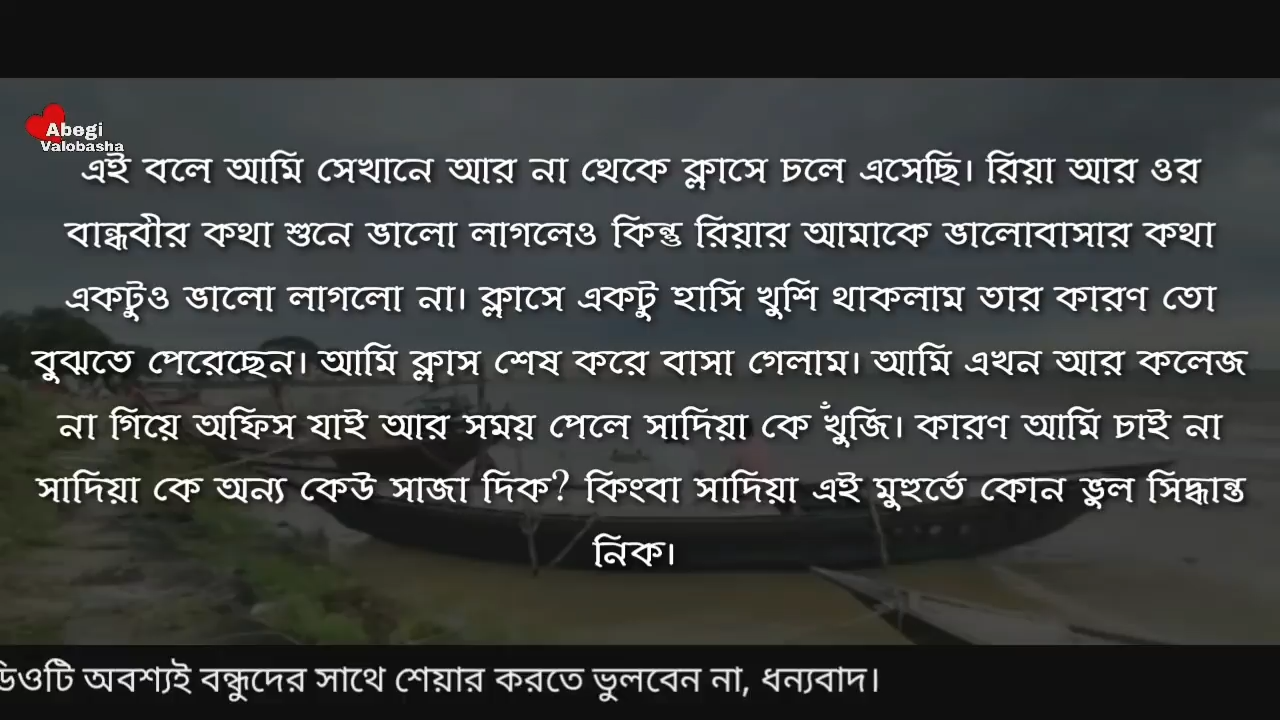 Abegi
Valobasha
এই বলে আমি সেখানে আর না থেকে ক্লাসে চলে এসেছি। রিয়া আর ওর
বান্ধবীর কথা শুনে ভালো লাগলেও কিন্তু রিয়ার আমাকে ভালোবাসার কথা
একটুও ভালো লাগলো না। ক্লাসে একটু হাসি খুশি থাকলাম তার কারণ তো
বুঝতে পেরেছেন। আমি ক্লাস শেষ করে বাসা গেলাম। আমি এখন আর কলেজ
না গিয়ে অফিস যাই আর সময় পেলে সাদিয়া কে খুঁজি। কারণ আমি চাই না
সাদিয়া কে অন্য কেউ সাজা দিক? কিংবা সাদিয়া এই মুহুর্তে কোন ভুল সিদ্ধান্ত
নিক।
অবশ্যই বন্ধুদের সাথে শেয়ার করতে ভুলবেন না, ধন্যবাদ।